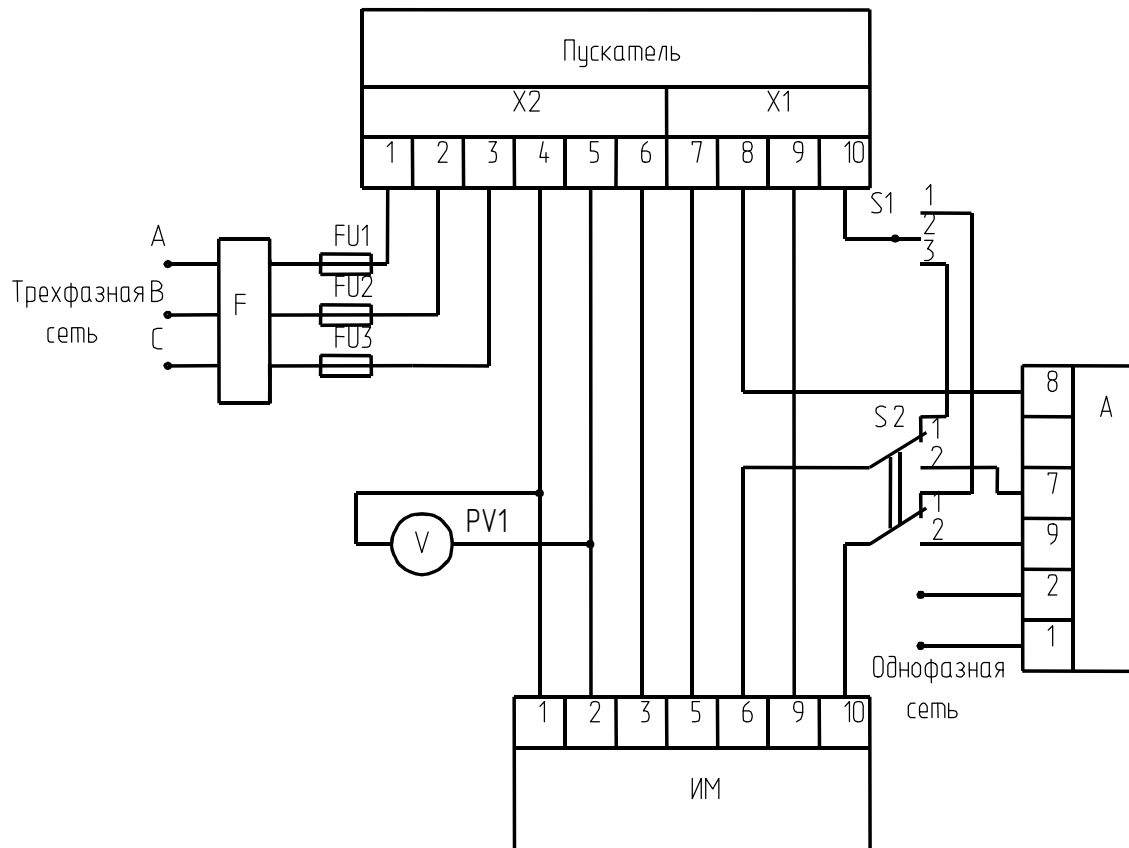 Пускатель
X2 X1
1 2 3 4 5 6 7 8 9 10
S1 1
2
3
A FU1
Трехфазная B FU2
сеть
F
C FU3
8
A
S2 1
2
7
1
2
9
PV1
V
2
1
Однофазная
сеть
1 2 3 5 6 9 10
ИМ